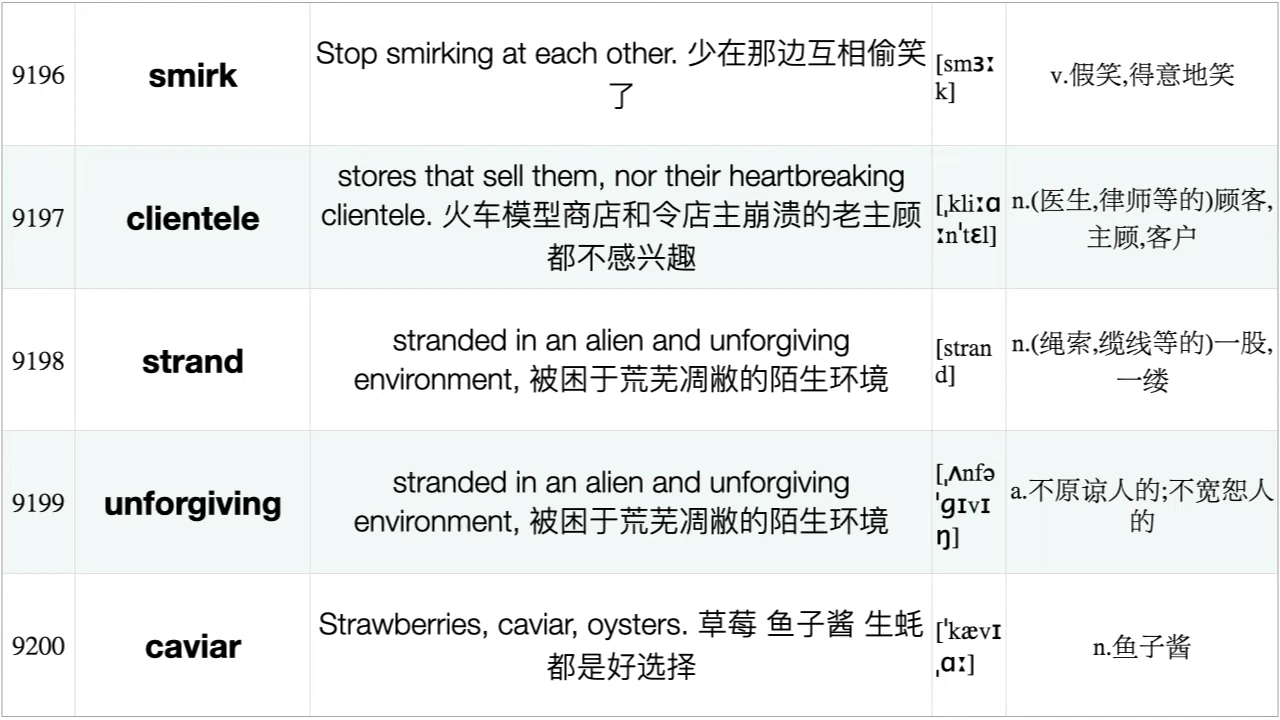 9196
smirk
Stop smirking at each other. 少在那边互相偷笑
了
[smɜː
k]
v.假笑,得意地笑
9197
clientele
stores that sell them, nor their heartbreaking
clientele. 火车模型商店和令店主崩溃的老主顾
都不感兴趣
[ˌkliːɑ
ːnˈtɛl]
n.(医生,律师等的)顾客,
主顾,客户
9198
strand
stranded in an alien and unforgiving
environment, 被困于荒芜凋敝的陌生环境
[stran
d]
n.(绳索,缆线等的)一股,
一缕
9199
unforgiving
stranded in an alien and unforgiving
environment, 被困于荒芜凋敝的陌生环境
[ˌʌnfə
ˈɡɪvɪ
ŋ]
a.不原谅人的;不宽恕人
的
9200
caviar
Strawberries, caviar, oysters. 草莓 鱼子酱 生蚝
都是好选择
[ˈkævɪ
ˌɑː]
n.鱼子酱